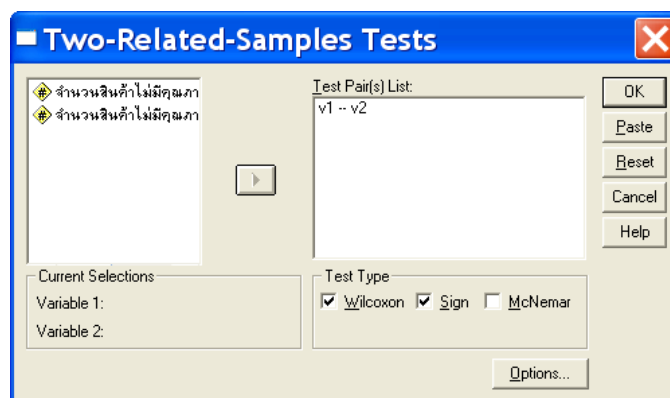 Two-Related-Samples Tests
จำนวนสินค้าไม่มีคุณภา
จำนวนสินค้าไม่มีคุณภา
Test Pair(s) List:
v1 -- v2
OK
Paste
Reset
Cancel
Help
Current Selections
Variable 1:
Variable 2:
Test Type
Wilcoxon Sign McNemar
Options...